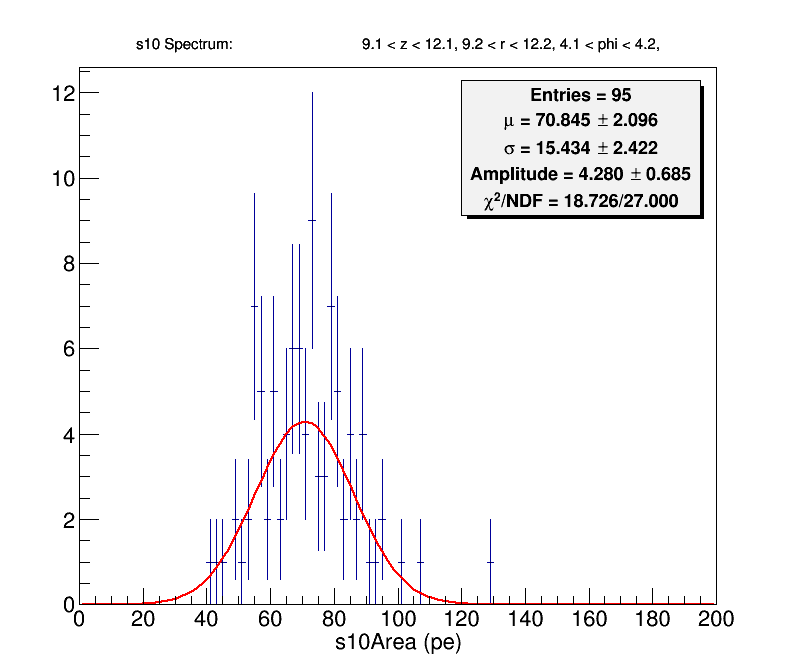 s10 Spectrum: 9.1 < z < 12.1, 9.2 < r < 12.2, 4.1 < phi < 4.2,
Entries = 95
μ = 70.845 ± 2.096
σ = 15.434 ± 2.422
Amplitude = 4.280 ± 0.685
χ²/NDF = 18.726/27.000
12
10
8
6
4
2
0
0 20 40 60 80 100 120 140 160 180 200
s10Area (pe)